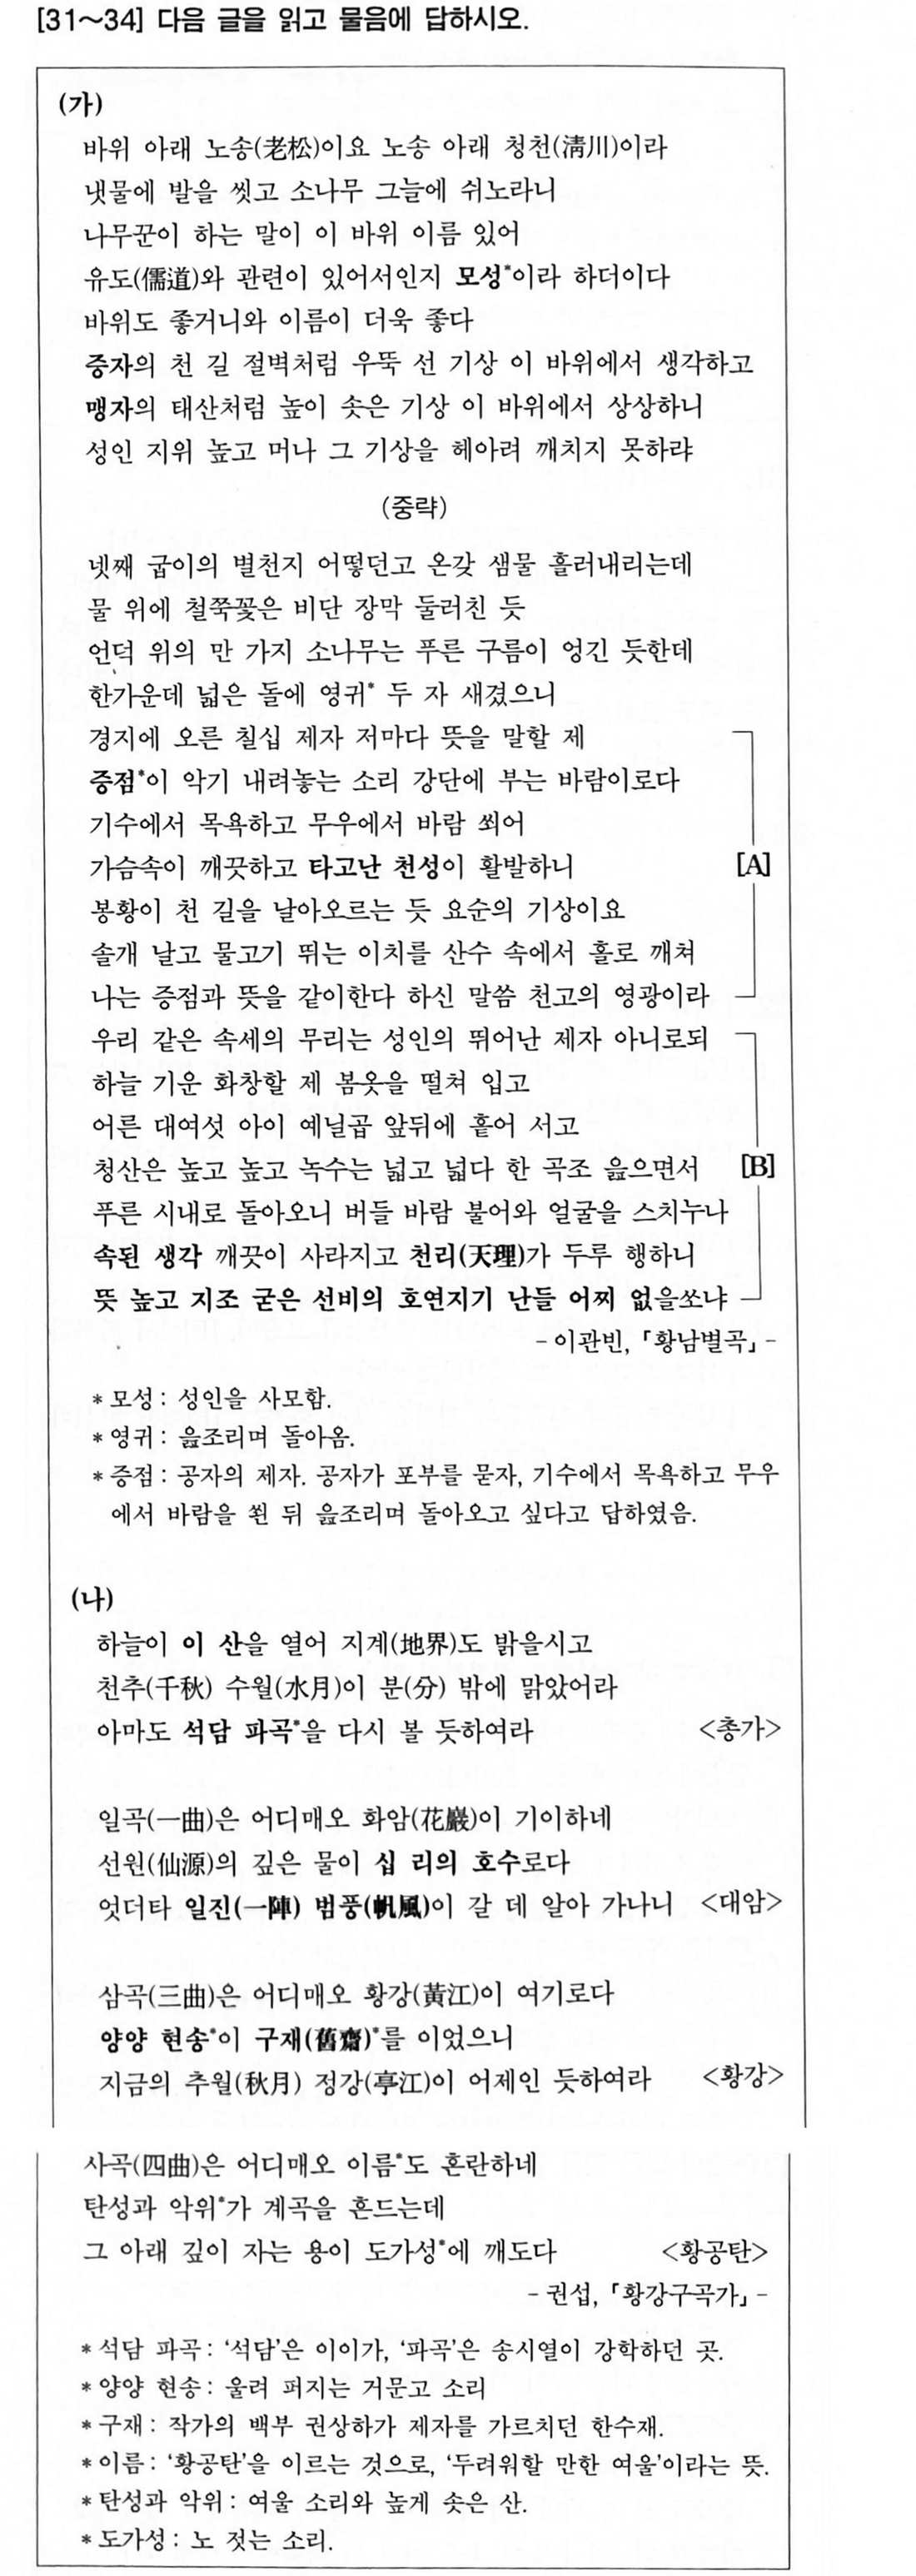 [31～34] 다음 글을 읽고 물음에 답하시오.
(가)
바위 아래 노송(老松)이요 노송 아래 청천(淸川)이라
냇물에 발을 씻고 소나무 그늘에 쉬노라니
나무꾼이 하는 말이 이 바위 이름 있어
유도(儒道)와 관련이 있어서인지 모성*이라 하더이다
바위도 좋거니와 이름이 더욱 좋다
증자의 천 길 절벽처럼 우뚝 선 기상 이 바위에서 생각하고
맹자의 태산처럼 높이 솟은 기상 이 바위에서 상상하니
성인 지위 높고 머나 그 기상을 헤아려 깨치지 못하랴
(중략)
넷째 굽이의 별천지 어떻던고 온갖 샘물 흘러내리는데
물 위에 철쭉꽃은 비단 장막 둘러친 듯
언덕 위의 만 가지 소나무는 푸른 구름이 엉긴 듯한데
한가운데 넓은 돌에 영귀* 두 자 새겼으니
경지에 오른 칠십 제자 저마다 뜻을 말할 제
증점*이 악기 내려놓는 소리 강단에 부는 바람이로다
기수에서 목욕하고 무우에서 바람 쐬어
가슴속이 깨끗하고 타고난 천성이 활발하니 [A]
봉황이 천 길을 날아오르는 듯 요순의 기상이요
솔개 날고 물고기 뛰는 이치를 산수 속에서 홀로 깨쳐
나는 증점과 뜻을 같이한다 하신 말씀 천고의 영광이라
우리 같은 속세의 무리는 성인의 뛰어난 제자 아니로되
하늘 기운 화창할 제 봄옷을 떨쳐 입고
어른 대여섯 아이 예닐곱 앞뒤에 흩어 서고
청산은 높고 높고 녹수는 넓고 넓다 한 곡조 읊으면서 [B]
푸른 시내로 돌아오니 버들 바람 불어와 얼굴을 스치누나
속된 생각 깨끗이 사라지고 천리(天理)가 두루 행하니
뜻 높고 지조 굳은 선비의 호연지기 난들 어찌 없을쏘냐
- 이관빈, 「황남별곡」 -
* 모성 : 성인을 사모함.
* 영귀 : 읊조리며 돌아옴.
* 증점 : 공자의 제자. 공자가 포부를 묻자, 기수에서 목욕하고 무우
에서 바람을 쐰 뒤 읊조리며 돌아오고 싶다고 답하였음.
(나)
하늘이 이 산을 열어 지계(地界)도 밝을시고
천추(千秋) 수월(水月)이 분(分) 밖에 맑았어라
아마도 석담 파곡*을 다시 볼 듯하여라 <총가>
일곡(一曲)은 어디매오 화암(花巖)이 기이하네
선원(仙源)의 깊은 물이 십 리의 호수로다
엇더타 일진(一陣) 범풍(帆風)이 갈 데 알아 가나니 <대암>
삼곡(三曲)은 어디매오 황강(黃江)이 여기로다
양양 현송*이 구재(舊齋)*를 이었으니
지금의 추월(秋月) 정강(亭江)이 어제인 듯하여라 <황강>
사곡(四曲)은 어디매오 이름*도 혼란하네
탄성과 악위*가 계곡을 흔드는데
그 아래 깊이 자는 용이 도가성*에 깨도다 <황공탄>
- 권섭, 「황강구곡가」 -
* 석담 파곡 : ‘석담’은 이이가, ‘파곡’은 송시열이 강학하던 곳.
* 양양 현송 : 울려 퍼지는 거문고 소리
* 구재 : 작가의 백부 권상하가 제자를 가르치던 한수재.
* 이름 : ‘황공탄’을 이르는 것으로, ‘두려워할 만한 여울’이라는 뜻.
* 탄성과 악위 : 여울 소리와 높게 솟은 산.
* 도가성 : 노 젓는 소리.